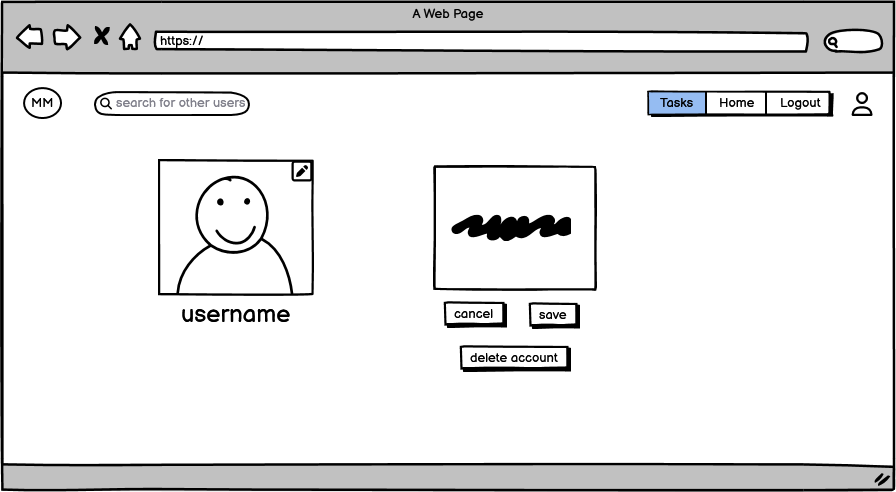 A Web Page
https://
MM
search for other users
Tasks Home Logout
username
cancel save
delete account